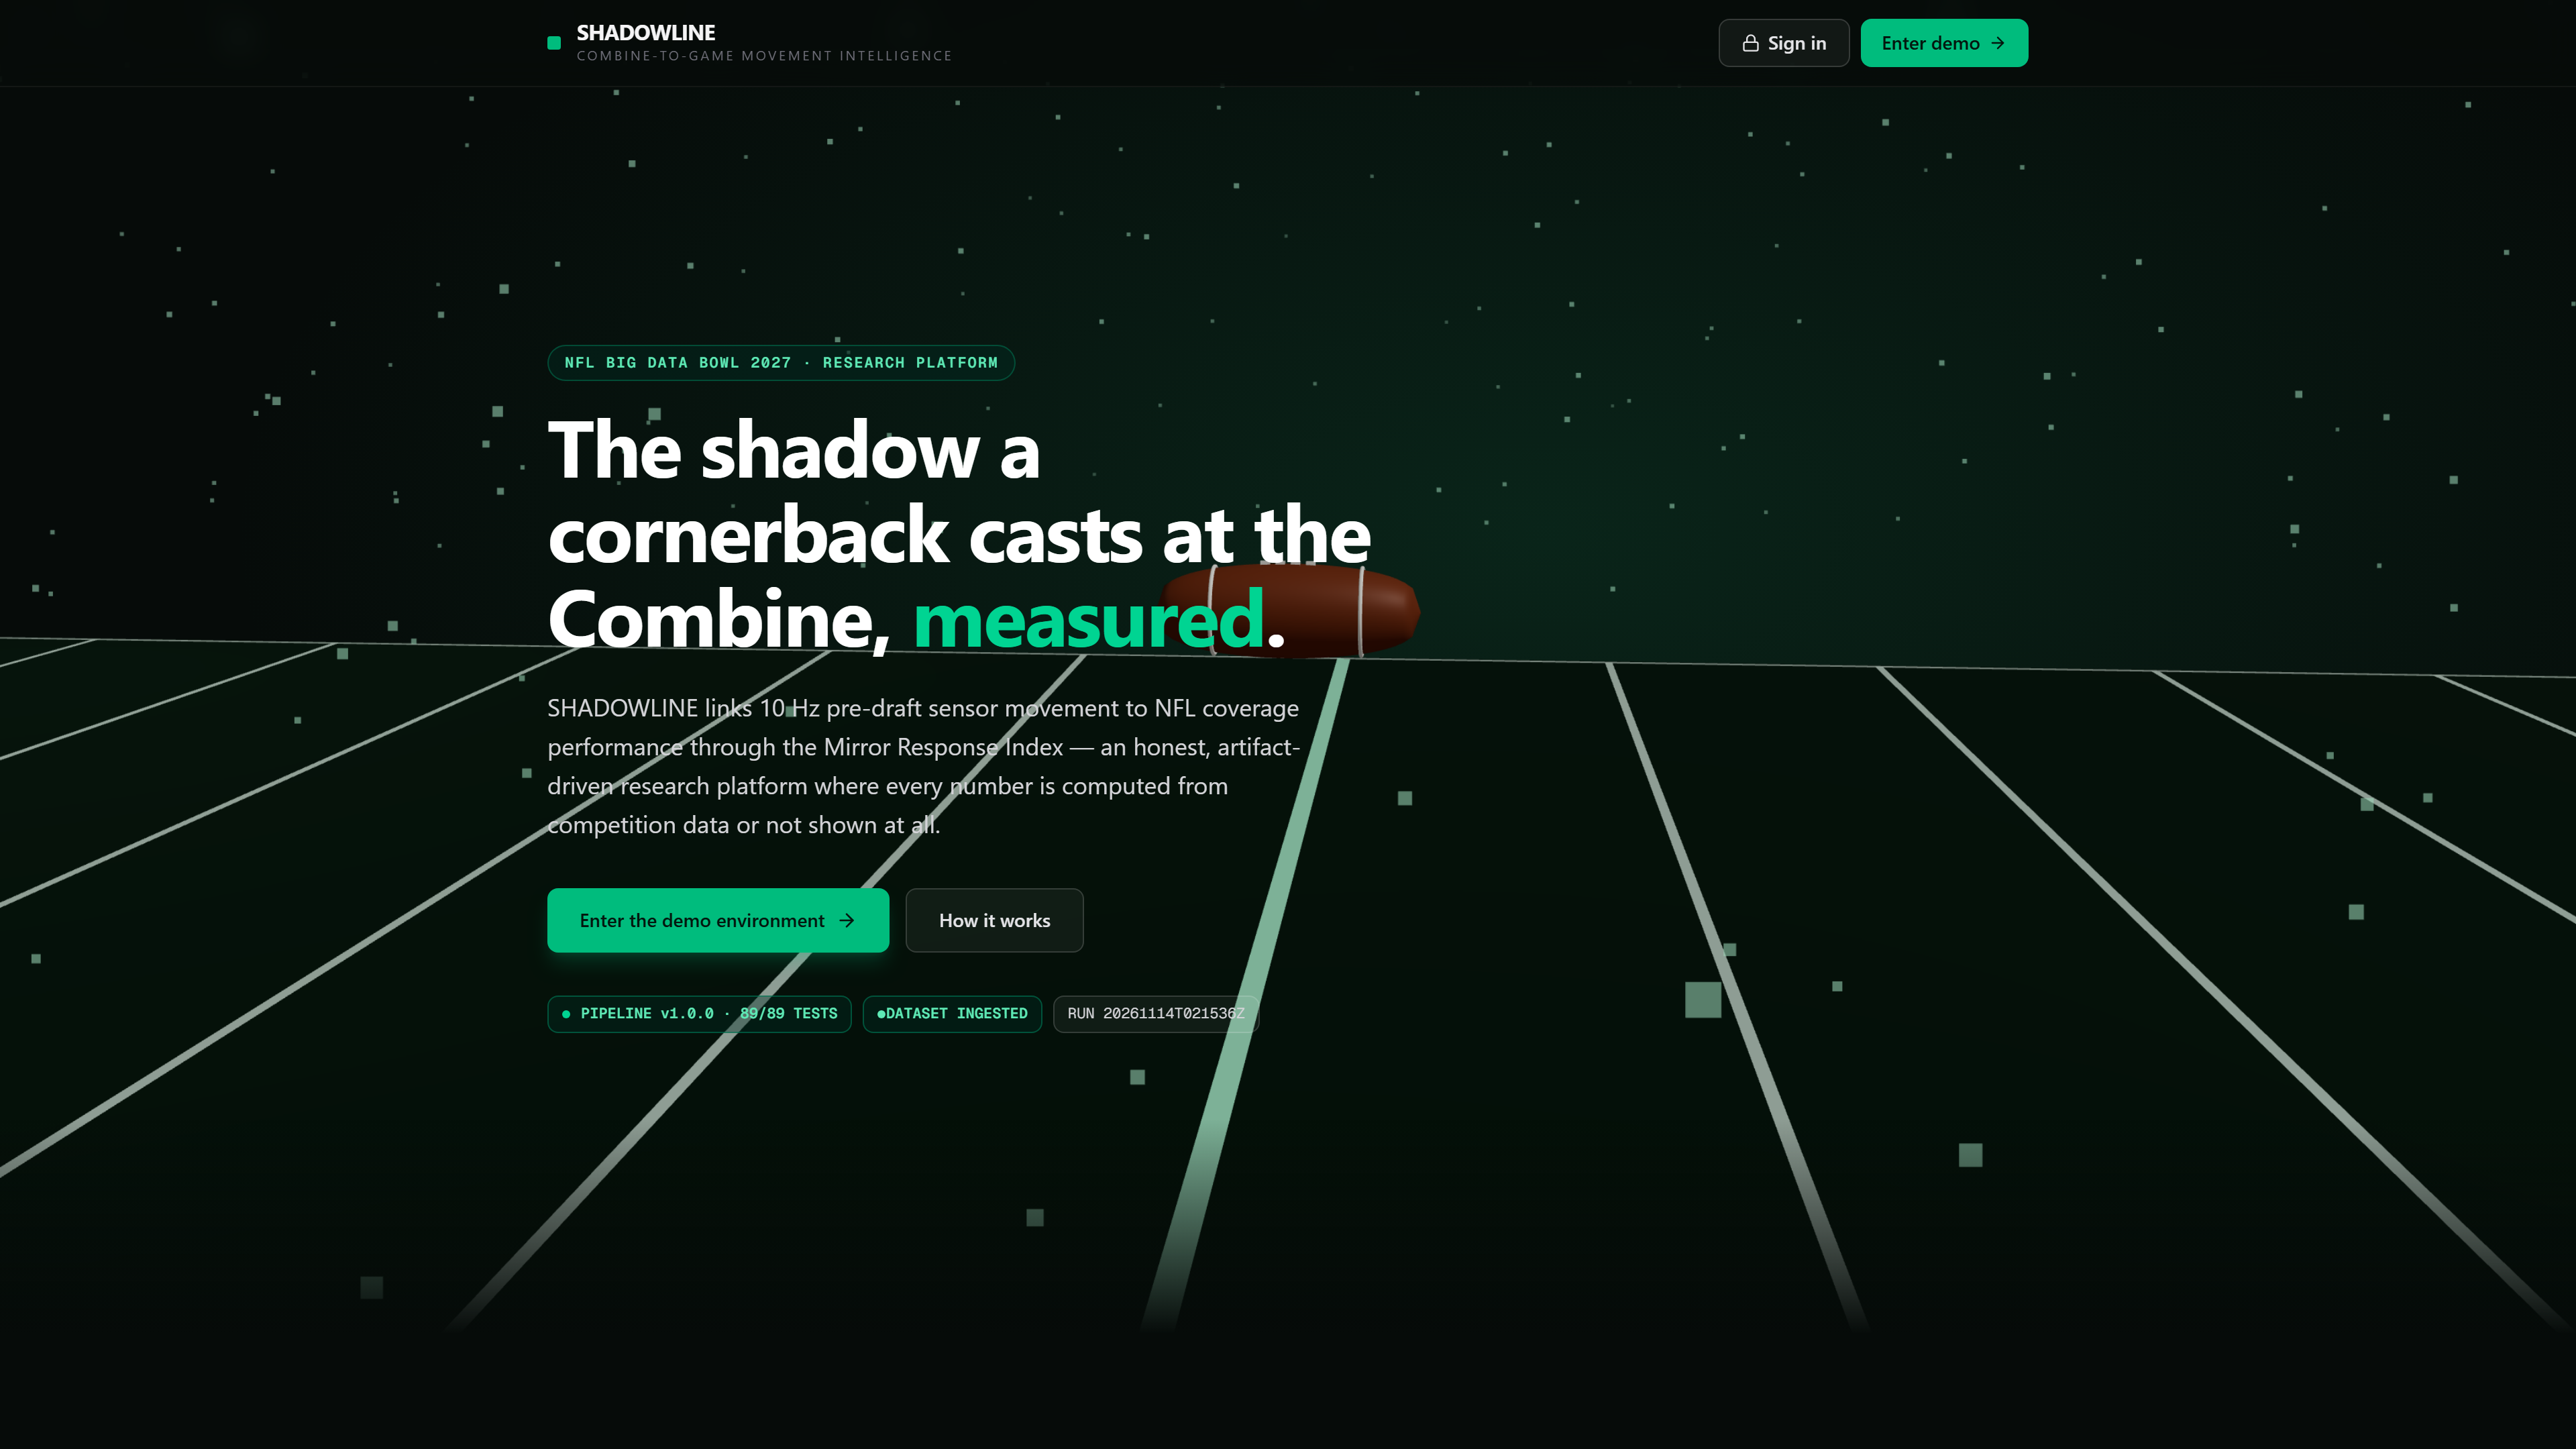 SHADOWLINE
COMBINE-TO-GAME MOVEMENT INTELLIGENCE
Sign in
Enter demo →
NFL BIG DATA BOWL 2027 · RESEARCH PLATFORM
The shadow a
cornerback casts at the
Combine, measured.
SHADOWLINE links 10 Hz pre-draft sensor movement to NFL coverage
performance through the Mirror Response Index — an honest, artifact-
driven research platform where every number is computed from
competition data or not shown at all.
Enter the demo environment →
How it works
● PIPELINE v1.0.0 · 89/89 TESTS
●DATASET INGESTED
RUN 20261114T021536Z